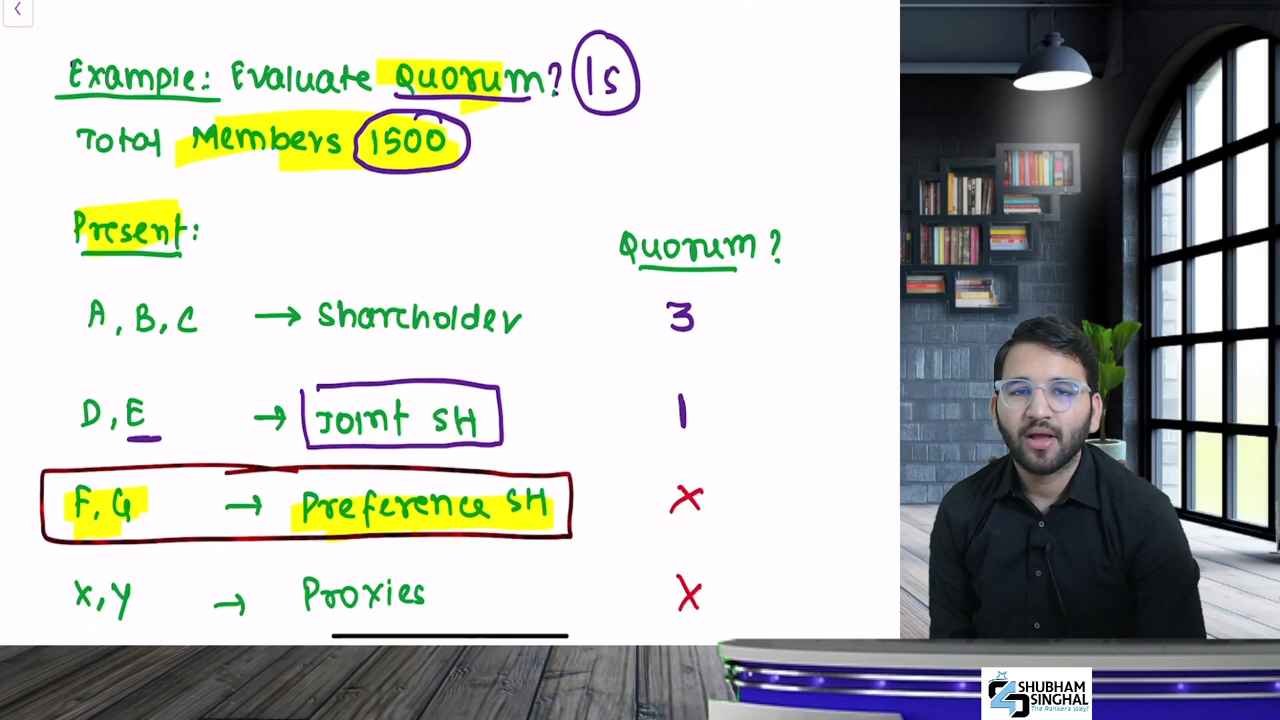 Example: Evaluate Quorum? 15
Total Members 1500
Present:
Quorum?
A, B, C → Shareholder 3
D, E → Joint SH 1
F, G → Preference SH X
X, Y → Proxies X
SHUBHAM
SINGHAL
The Ranker's Way!